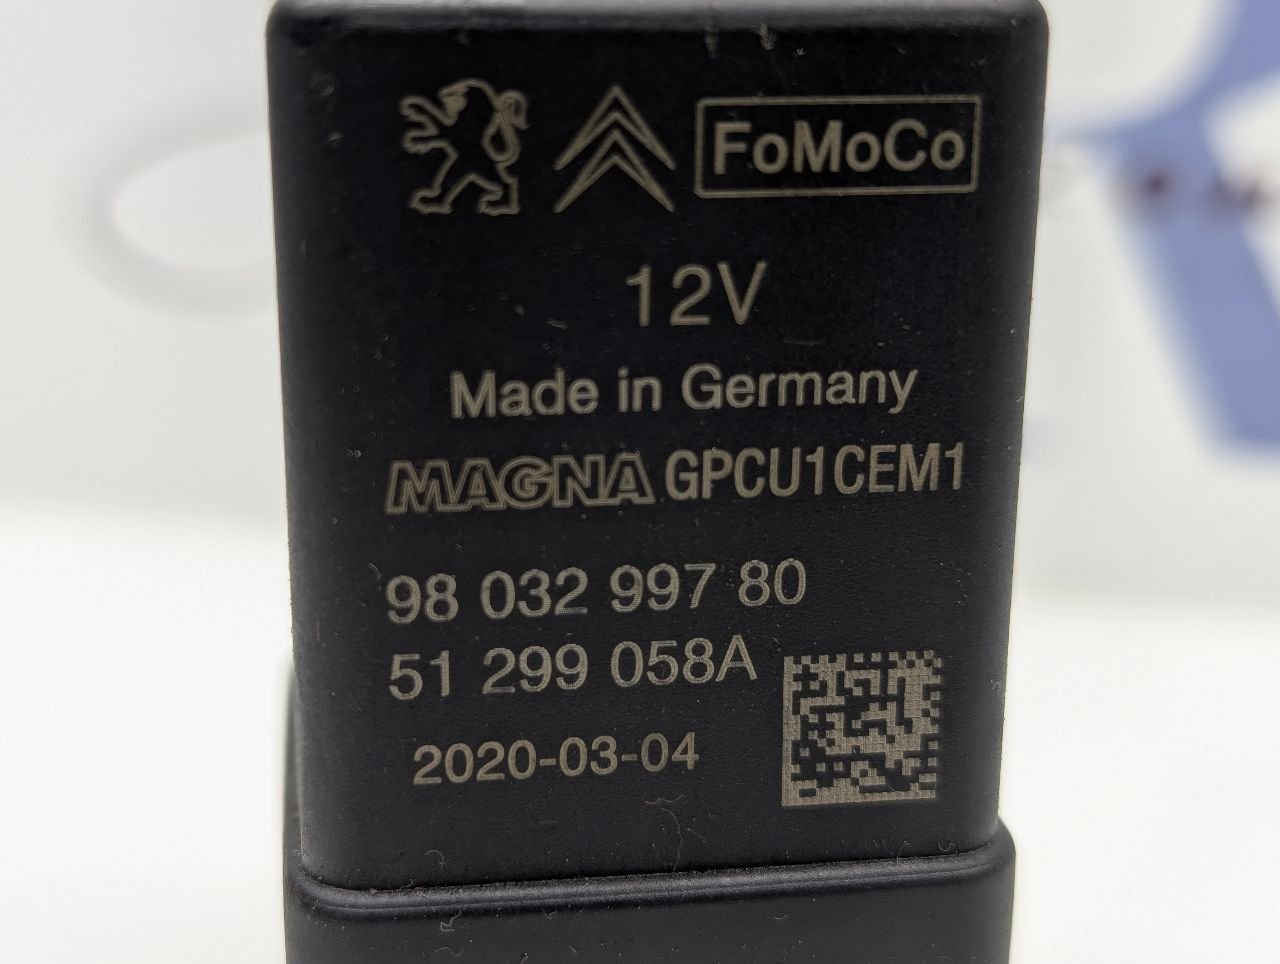 FoMoCo
12V
Made in Germany
MAGNA GPCU1CEM1
98 032 997 80
51 299 058A
2020-03-04